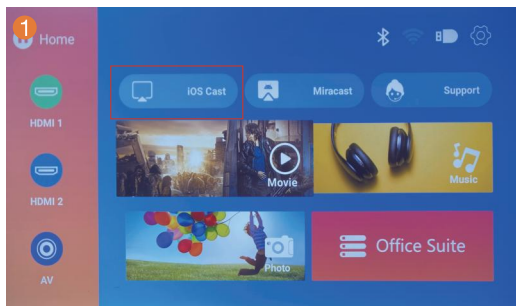 1
Home
iOS Cast
Miracast
Support
HDMI 1
Movie
Music
HDMI 2
Photo
Office Suite
AV